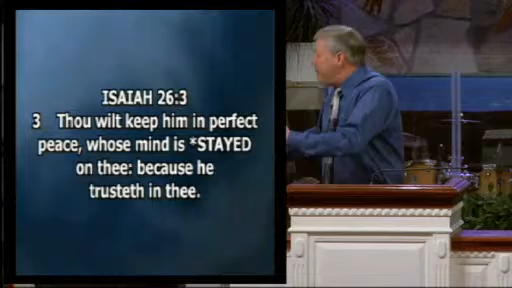 ISAIAH 26:3
3 Thou wilt keep him in perfect
peace, whose mind is *STAYED
on thee: because he
trusteth in thee.